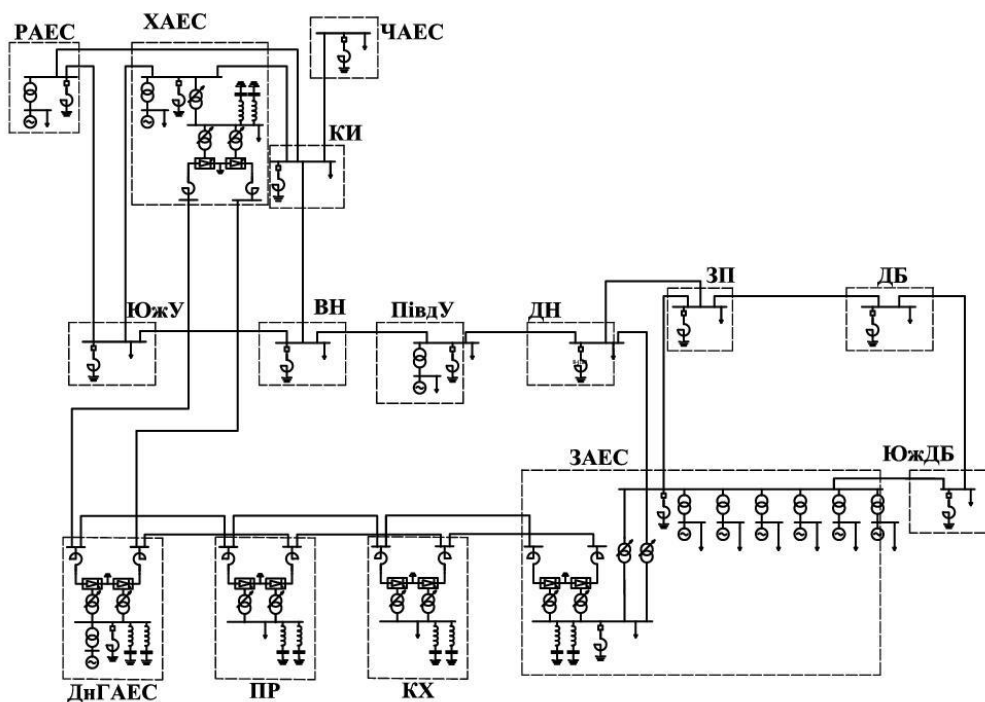 РАЕС
ХАЕС
ЧАЕС
КИ
ЮжУ
ВН
ПівдУ
ДН
ЗП
ДБ
ЗАЕС
ЮжДБ
ДнГАЕС
ПР
КХ